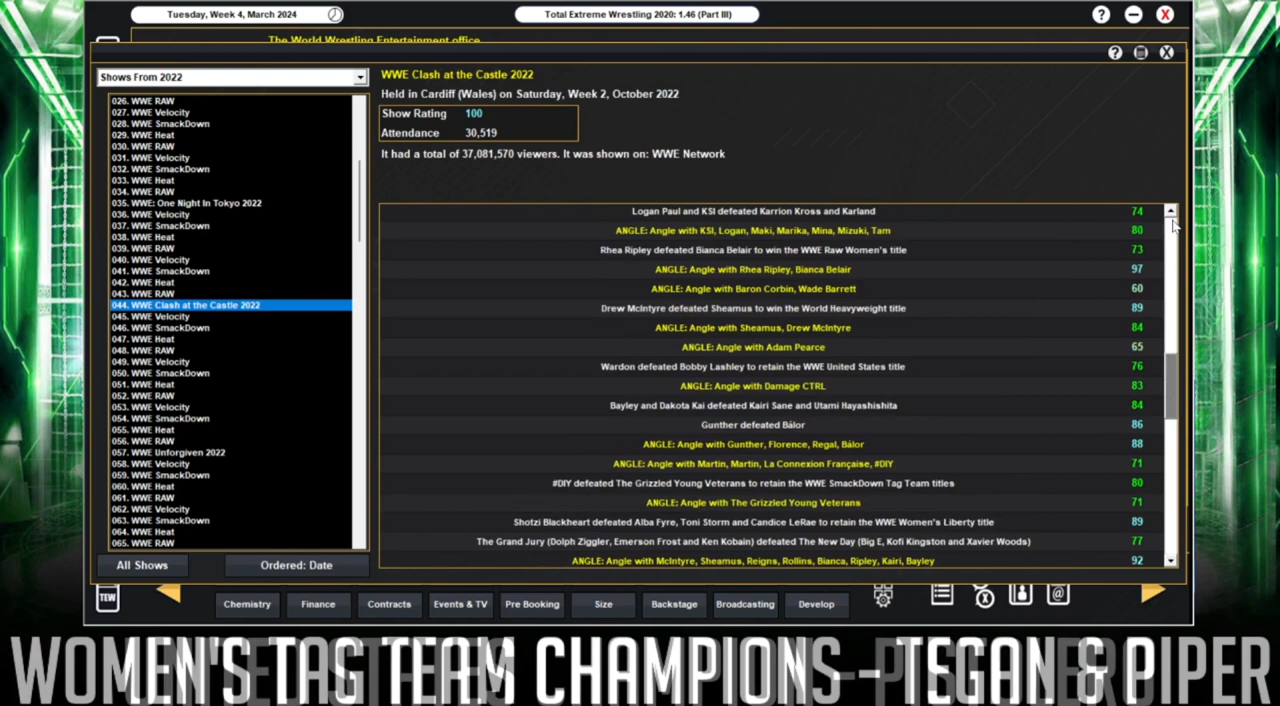 Tuesday, Week 4, March 2024
Total Extreme Wrestling 2020: 1.46 (Part III)
? X
The World Wrestling Entertainment office
? X
Shows From 2022
026. WWE RAW
027. WWE Velocity
028. WWE SmackDown
029. WWE Heat
030. WWE RAW
031. WWE Velocity
032. WWE SmackDown
033. WWE Heat
034. WWE RAW
035. WWE: One Night In Tokyo 2022
036. WWE Velocity
037. WWE SmackDown
038. WWE Heat
039. WWE RAW
040. WWE Velocity
041. WWE SmackDown
042. WWE Heat
043. WWE RAW
044. WWE Clash at the Castle 2022
045. WWE Velocity
046. WWE SmackDown
047. WWE Heat
048. WWE RAW
049. WWE Velocity
050. WWE SmackDown
051. WWE Heat
052. WWE RAW
053. WWE Velocity
054. WWE SmackDown
055. WWE Heat
056. WWE RAW
057. WWE Unforgiven 2022
058. WWE Velocity
059. WWE SmackDown
060. WWE Heat
061. WWE RAW
062. WWE Velocity
063. WWE SmackDown
064. WWE Heat
065. WWE RAW
All Shows
Ordered: Date
WWE Clash at the Castle 2022
Held in Cardiff (Wales) on Saturday, Week 2, October 2022
Show Rating 100
Attendance 30,519
It had a total of 37,081,570 viewers. It was shown on: WWE Network
Logan Paul and KSI defeated Karrion Kross and Karland 74
ANGLE: Angle with KSI, Logan, Maki, Marika, Mina, Mizuki, Tam 80
Rhea Ripley defeated Bianca Belair to win the WWE Raw Women's title 73
ANGLE: Angle with Rhea Ripley, Bianca Belair 97
ANGLE: Angle with Baron Corbin, Wade Barrett 60
Drew McIntyre defeated Sheamus to win the World Heavyweight title 89
ANGLE: Angle with Sheamus, Drew McIntyre 84
ANGLE: Angle with Adam Pearce 65
Wardon defeated Bobby Lashley to retain the WWE United States title 76
ANGLE: Angle with Damage CTRL 83
Bayley and Dakota Kai defeated Kairi Sane and Utami Hayashishita 84
Gunther defeated Bálor 86
ANGLE: Angle with Gunther, Florence, Regal, Bálor 88
ANGLE: Angle with Martin, Martin, La Connexion Française, #DIY 71
#DIY defeated The Grizzled Young Veterans to retain the WWE SmackDown Tag Team titles 80
ANGLE: Angle with The Grizzled Young Veterans 71
Shotzi Blackheart defeated Alba Fyre, Toni Storm and Candice LeRae to retain the WWE Women's Liberty title 89
The Grand Jury (Dolph Ziggler, Emerson Frost and Ken Kobain) defeated The New Day (Big E, Kofi Kingston and Xavier Woods) 77
ANGLE: Angle with McIntyre, Sheamus, Reigns, Rollins, Bianca, Ripley, Kairi, Bayley 92
TEW
Chemistry
Finance
Contracts
Events & TV
Pre Booking
Size
Backstage
Broadcasting
Develop
@
WOMEN'S TAG TEAM CHAMPIONS-- TEGAN & PIPER